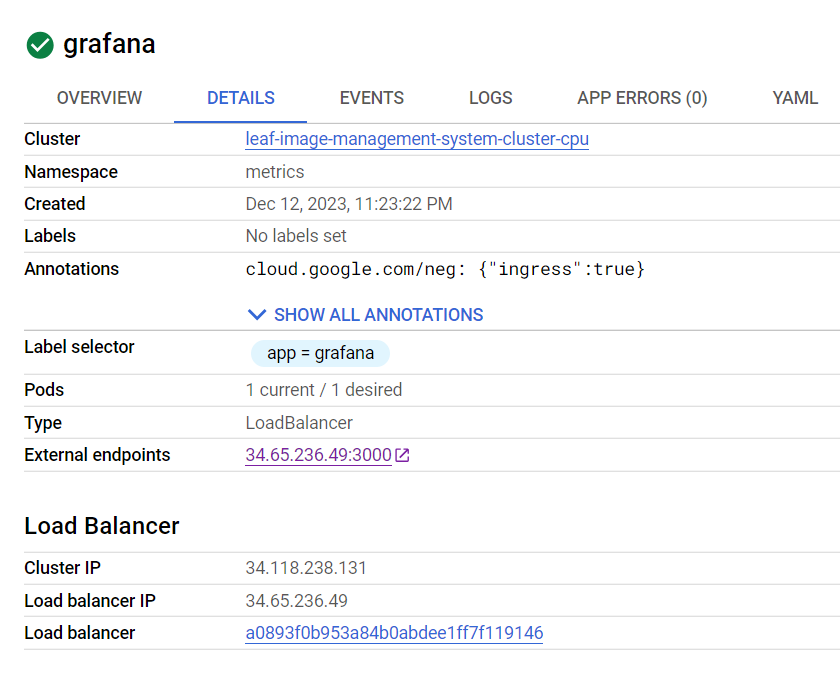 grafana
OVERVIEW DETAILS EVENTS LOGS APP ERRORS (0) YAML
Cluster leaf-image-management-system-cluster-cpu
Namespace metrics
Created Dec 12, 2023, 11:23:22 PM
Labels No labels set
Annotations cloud.google.com/neg: {"ingress":true}
SHOW ALL ANNOTATIONS
Label selector app = grafana
Pods 1 current / 1 desired
Type LoadBalancer
External endpoints 34.65.236.49:3000
Load Balancer
Cluster IP 34.118.238.131
Load balancer IP 34.65.236.49
Load balancer a0893f0b953a84b0abdee1ff7f119146